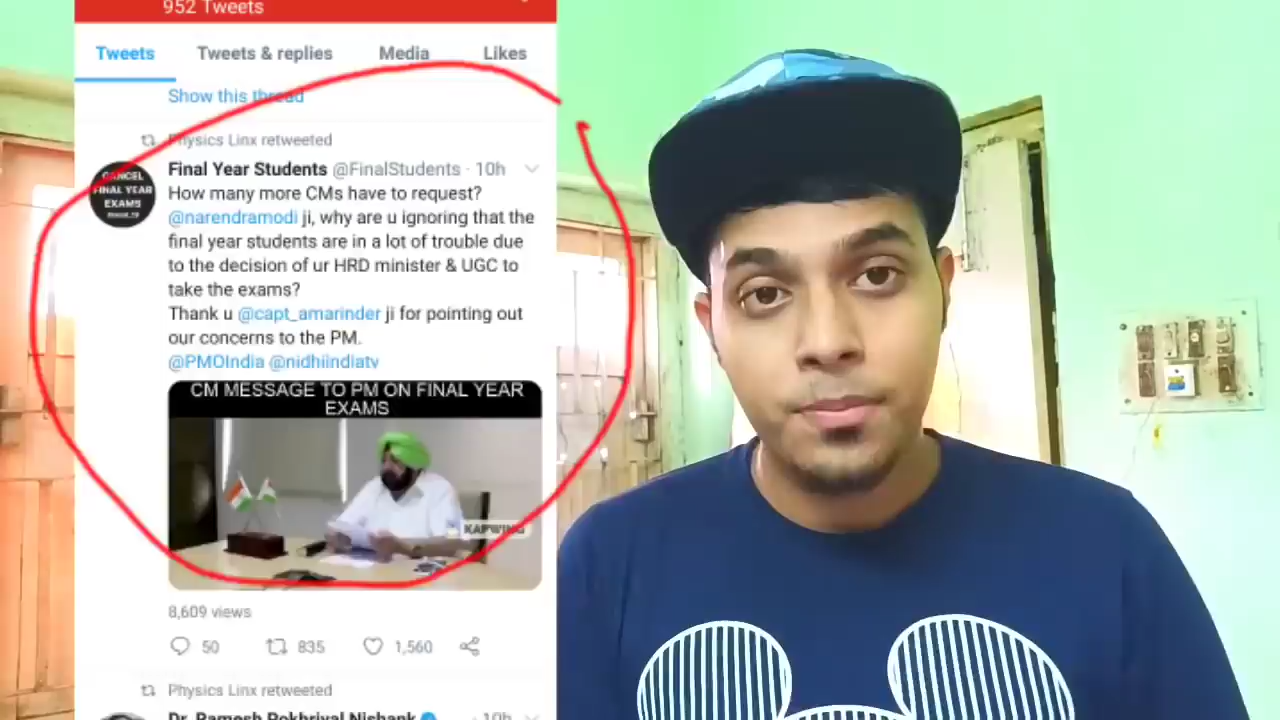 952 Tweets
Tweets
Tweets & replies
Media
Likes
Show this thread
Physics Linx retweeted
CANCEL
FINAL YEAR
EXAMS
Final Year Students @FinalStudents · 10h
How many more CMs have to request?
@narendramodi ji, why are u ignoring that the
final year students are in a lot of trouble due
to the decision of ur HRD minister & UGC to
take the exams?
Thank u @capt_amarinder ji for pointing out
our concerns to the PM.
@PMOIndia @nidhiindiatv
CM MESSAGE TO PM ON FINAL YEAR
EXAMS
KAPWING
8,609 views
50
835
1,560
Physics Linx retweeted
Dr. Ramesh Pokhriyal Nishank · 10h